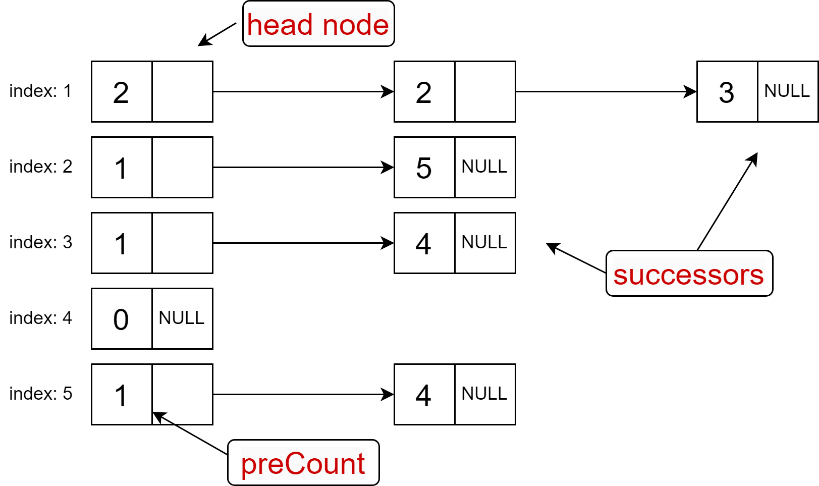 head node
index: 1 2 2 3 NULL
index: 2 1 5 NULL
index: 3 1 4 NULL
successors
index: 4 0 NULL
index: 5 1 4 NULL
preCount